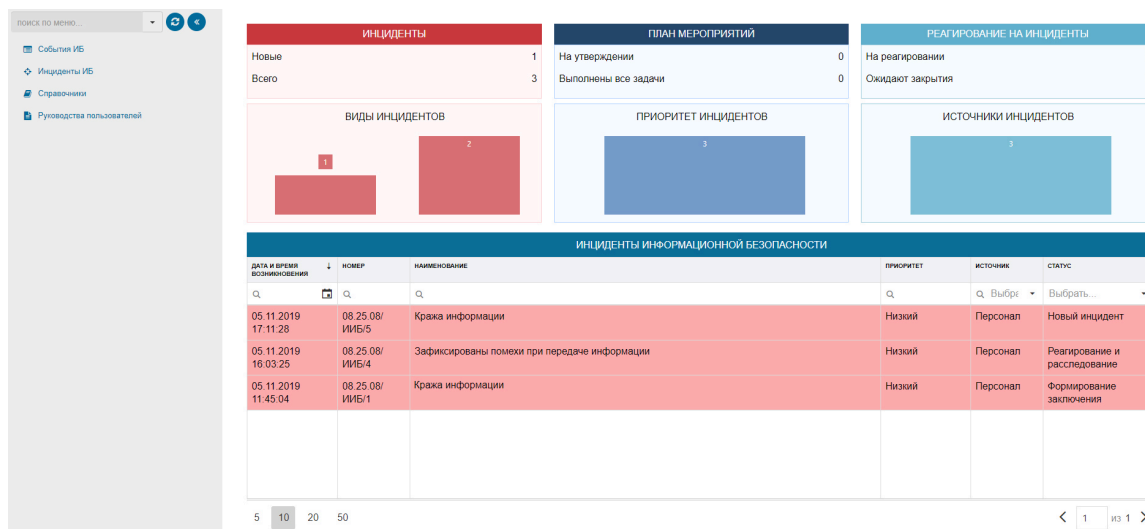 поиск по меню...
События ИБ
Инциденты ИБ
Справочники
Руководства пользователей
ИНЦИДЕНТЫ
Новые 1
Всего 3
ПЛАН МЕРОПРИЯТИЙ
На утверждении 0
Выполнены все задачи 0
РЕАГИРОВАНИЕ НА ИНЦИДЕНТЫ
На реагировании
Ожидают закрытия
ВИДЫ ИНЦИДЕНТОВ
1
2
ПРИОРИТЕТ ИНЦИДЕНТОВ
3
ИСТОЧНИКИ ИНЦИДЕНТОВ
3
ИНЦИДЕНТЫ ИНФОРМАЦИОННОЙ БЕЗОПАСНОСТИ
ДАТА И ВРЕМЯ
ВОЗНИКНОВЕНИЯ
НОМЕР
НАИМЕНОВАНИЕ
ПРИОРИТЕТ
ИСТОЧНИК
СТАТУС
Выбра
Выбрать...
05.11.2019 08.25.08/ Кража информации Низкий Персонал Новый инцидент
17:11:28 ИИБ/5
05.11.2019 08.25.08/ Зафиксированы помехи при передаче информации Низкий Персонал Реагирование и
16:03:25 ИИБ/4 расследование
05.11.2019 08.25.08/ Кража информации Низкий Персонал Формирование
11:45:04 ИИБ/1 заключения
5 10 20 50 1 из 1